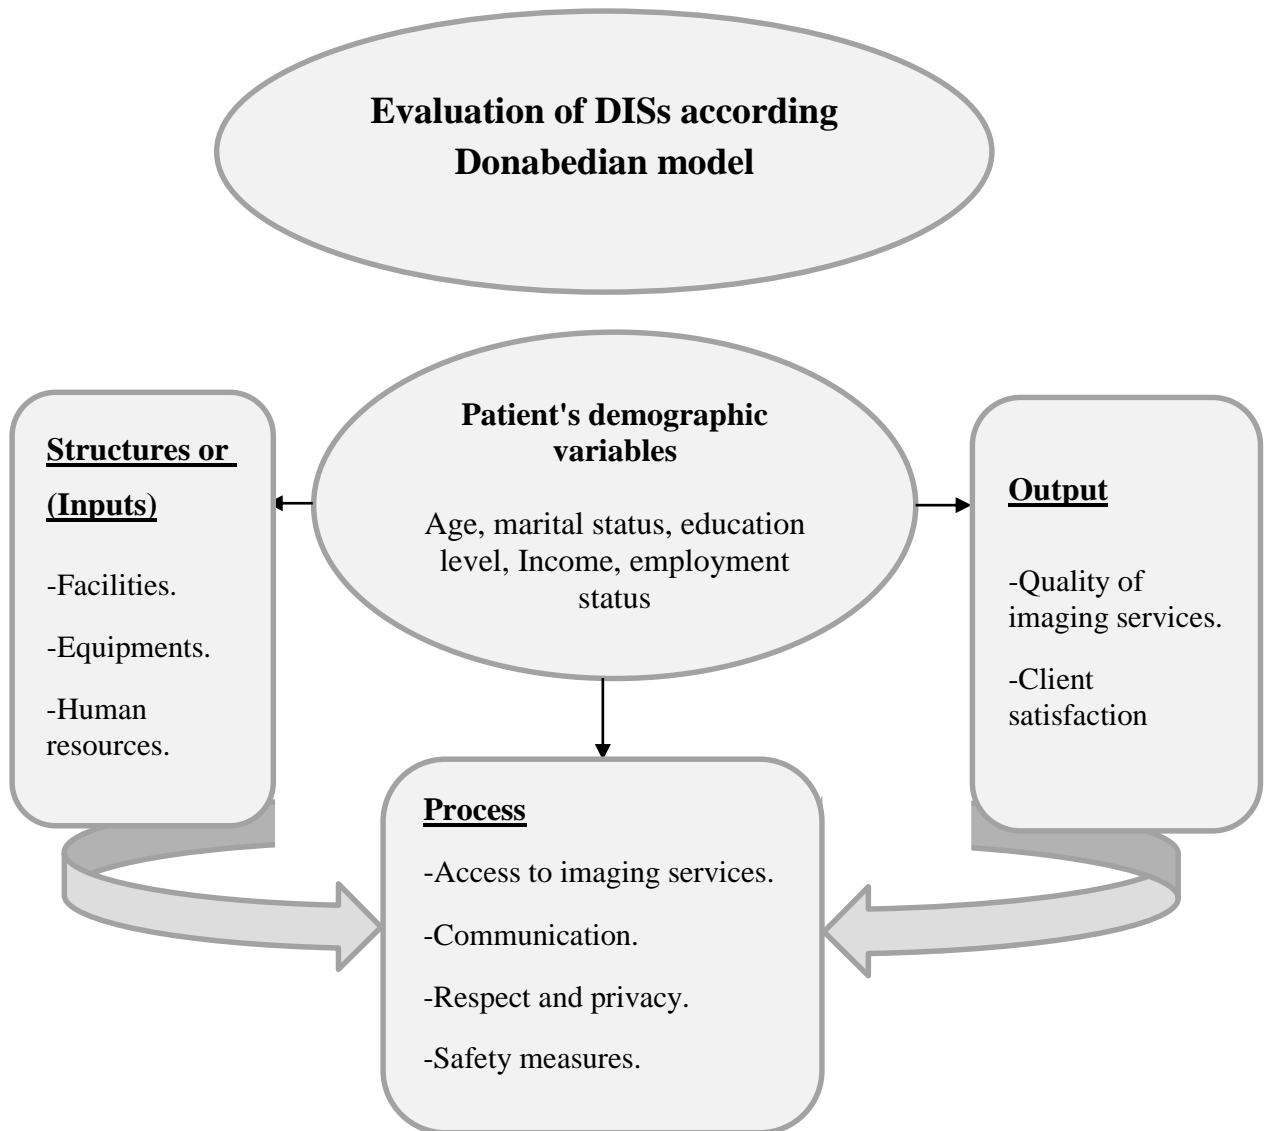 Evaluation of DISs according
Donabedian model
Patient's demographic
variables
Age, marital status, education
level, Income, employment
status
Structures or
(Inputs)
-Facilities.
-Equipments.
-Human
resources.
Output
-Quality of
imaging services.
-Client
satisfaction
Process
-Access to imaging services.
-Communication.
-Respect and privacy.
-Safety measures.